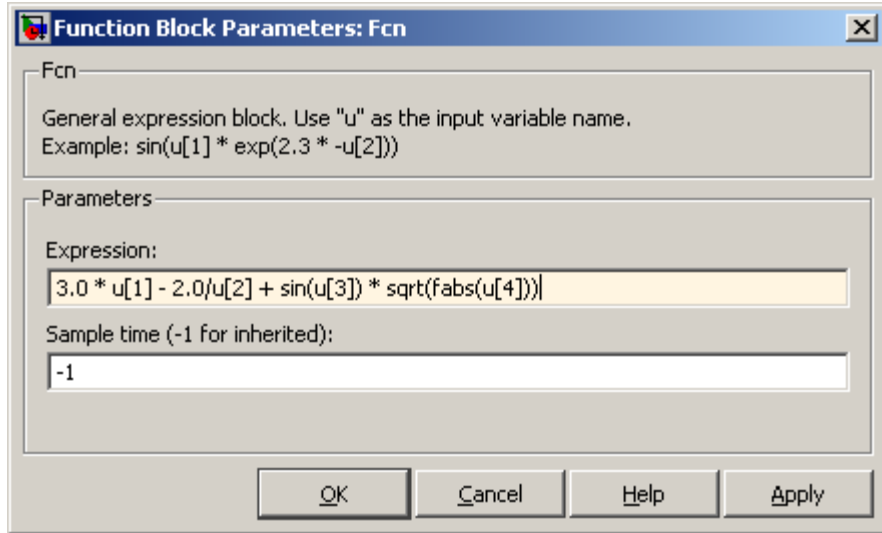 Function Block Parameters: Fcn
Fcn
General expression block. Use "u" as the input variable name.
Example: sin(u[1] * exp(2.3 * -u[2]))
Parameters
Expression:
3.0 * u[1] - 2.0/u[2] + sin(u[3]) * sqrt(fabs(u[4]))
Sample time (-1 for inherited):
-1
OK Cancel Help Apply